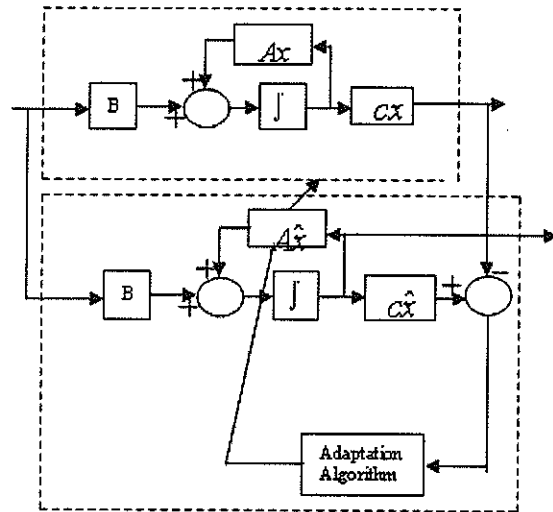 Ax
+
B
+
∫
Cx
Ax̂
+
B
+
∫
Cx̂
+
-
Adaptation
Algorithm